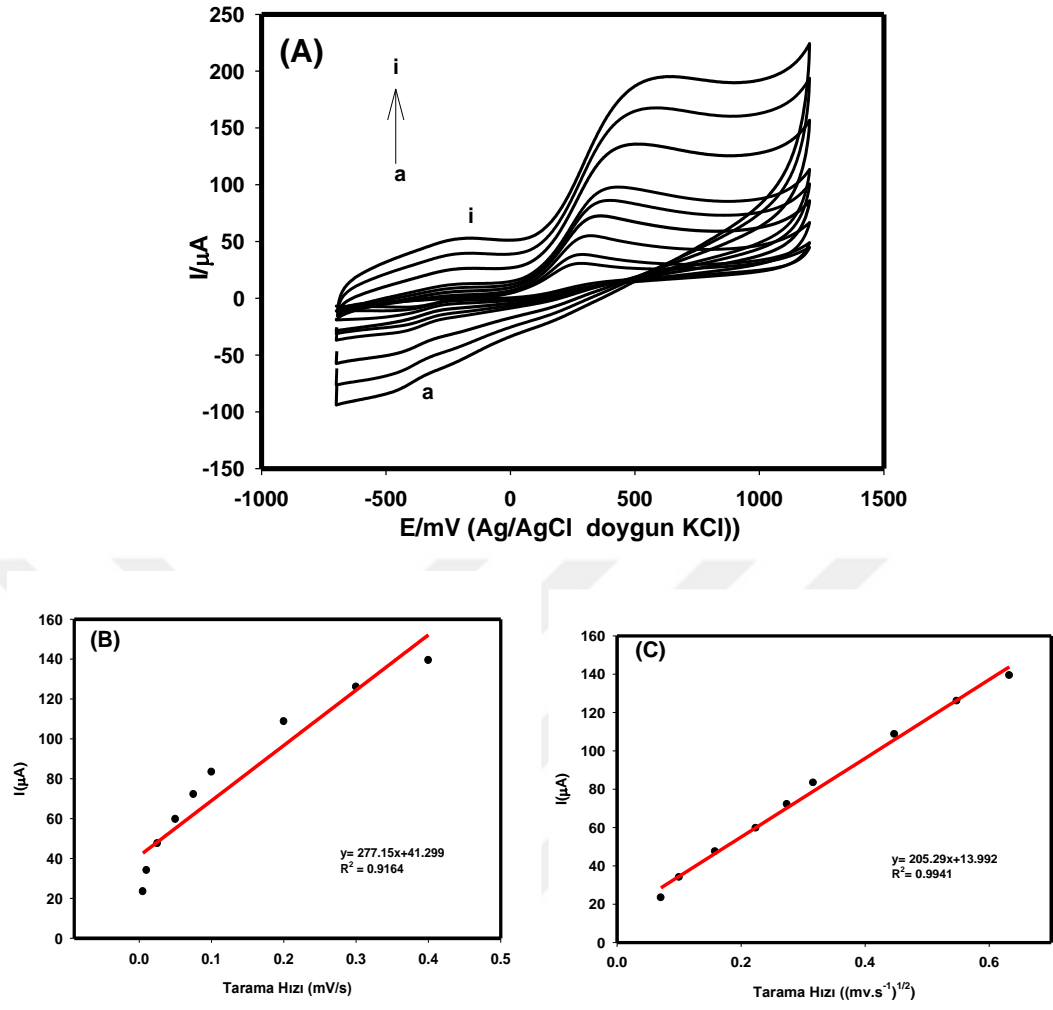 (A)
i
a
i
a
250
200
150
100
50
0
-50
-100
-150
I/µA
-1000 -500 0 500 1000 1500
E/mV (Ag/AgCl doygun KCl))
(B)
160
140
120
100
80
60
40
20
0
I(µA)
y= 277.15x+41.299
R² = 0.9164
0.0 0.1 0.2 0.3 0.4 0.5
Tarama Hızı (mV/s)
(C)
160
140
120
100
80
60
40
20
0
I(µA)
y= 205.29x+13.992
R²= 0.9941
0.0 0.2 0.4 0.6
Tarama Hızı ((mv.s⁻¹)¹/²)